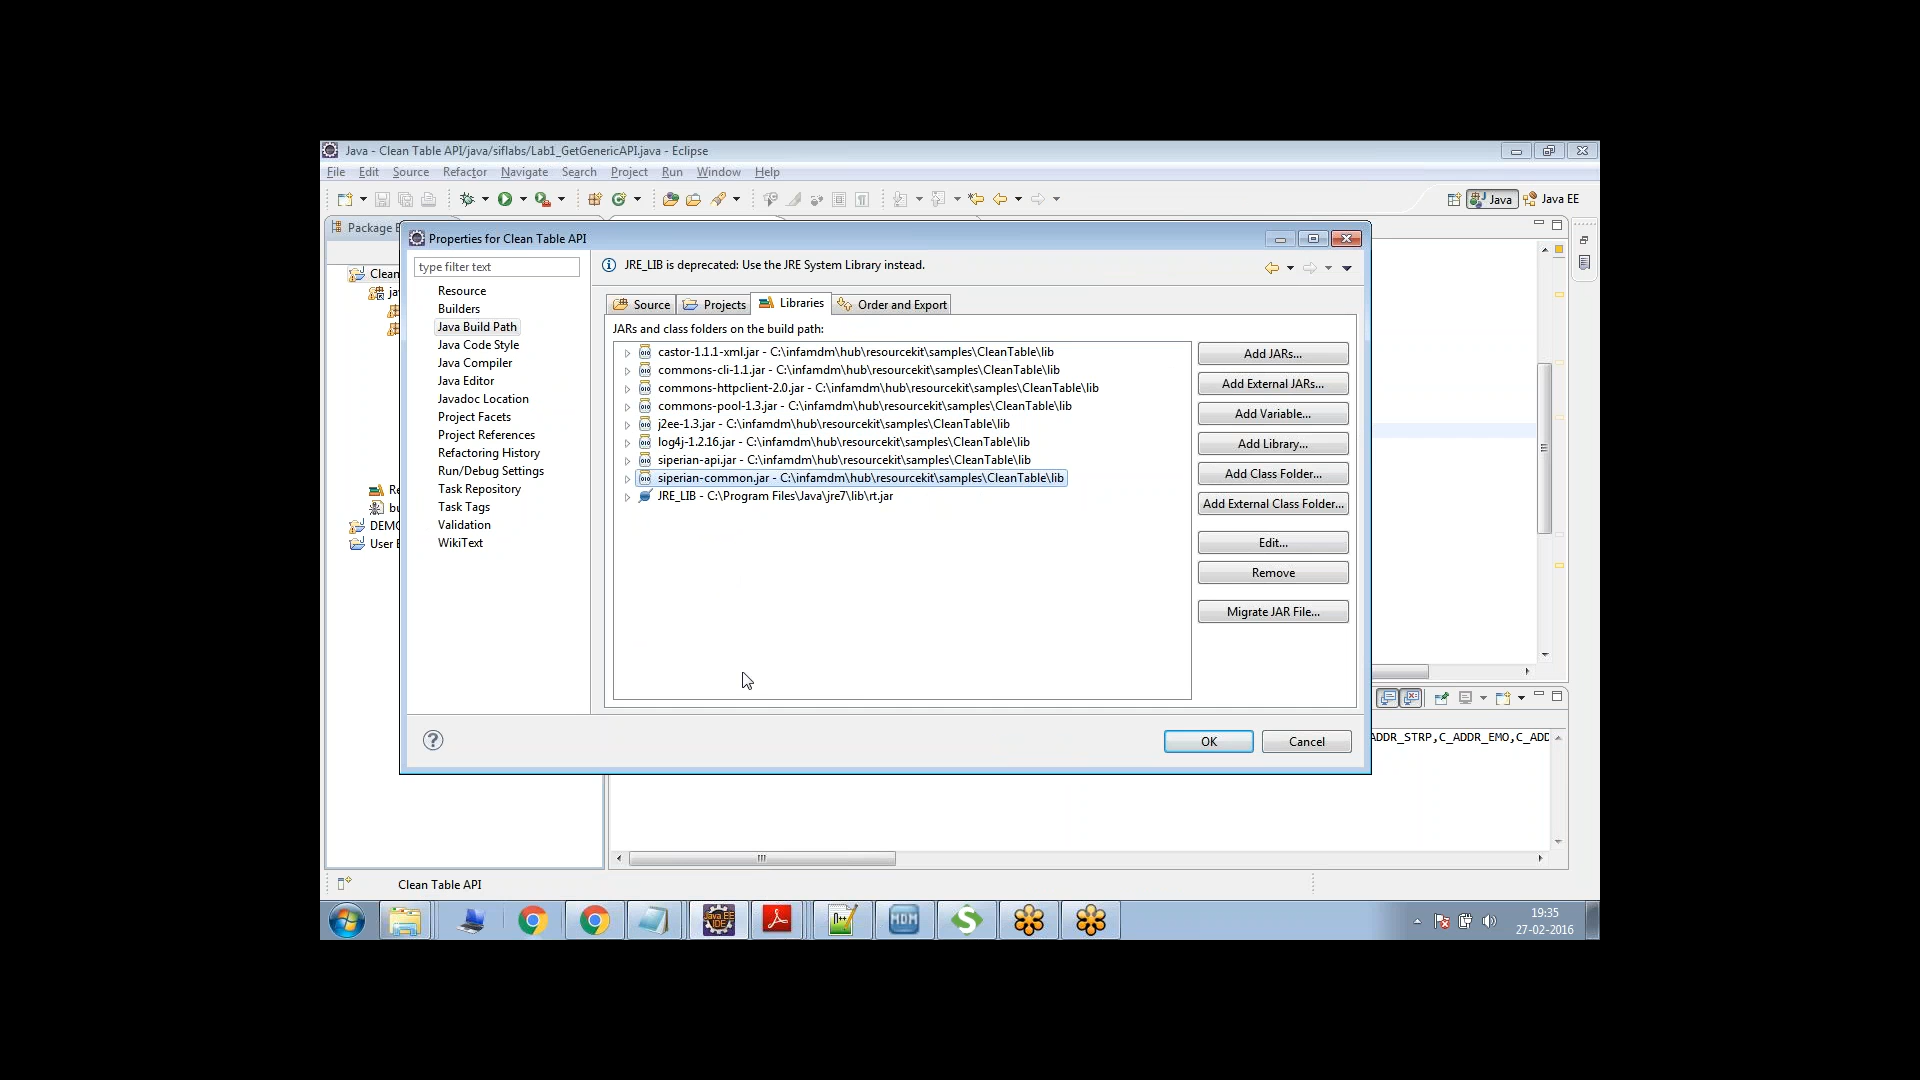 Java - Clean Table API/java/siflabs/Lab1_GetGenericAPI.java - Eclipse
File Edit Source Refactor Navigate Search Project Run Window Help
Java
Java EE
Package E
Properties for Clean Table API
type filter text
JRE_LIB is deprecated: Use the JRE System Library instead.
Clean
ja
Re
bu
DEMO
User E
Resource
Builders
Java Build Path
Java Code Style
Java Compiler
Java Editor
Javadoc Location
Project Facets
Project References
Refactoring History
Run/Debug Settings
Task Repository
Task Tags
Validation
WikiText
Source Projects Libraries Order and Export
JARs and class folders on the build path:
castor-1.1.1-xml.jar - C:\infamdm\hub\resourcekit\samples\CleanTable\lib
commons-cli-1.1.jar - C:\infamdm\hub\resourcekit\samples\CleanTable\lib
commons-httpclient-2.0.jar - C:\infamdm\hub\resourcekit\samples\CleanTable\lib
commons-pool-1.3.jar - C:\infamdm\hub\resourcekit\samples\CleanTable\lib
j2ee-1.3.jar - C:\infamdm\hub\resourcekit\samples\CleanTable\lib
log4j-1.2.16.jar - C:\infamdm\hub\resourcekit\samples\CleanTable\lib
siperian-api.jar - C:\infamdm\hub\resourcekit\samples\CleanTable\lib
siperian-common.jar - C:\infamdm\hub\resourcekit\samples\CleanTable\lib
JRE_LIB - C:\Program Files\Java\jre7\lib\rt.jar
Add JARs...
Add External JARs...
Add Variable...
Add Library...
Add Class Folder...
Add External Class Folder...
Edit...
Remove
Migrate JAR File...
OK
Cancel
ADDR_STRP,C_ADDR_EMO,C_ADD
Clean Table API
Java EE
IDE
MDM
19:35
27-02-2016